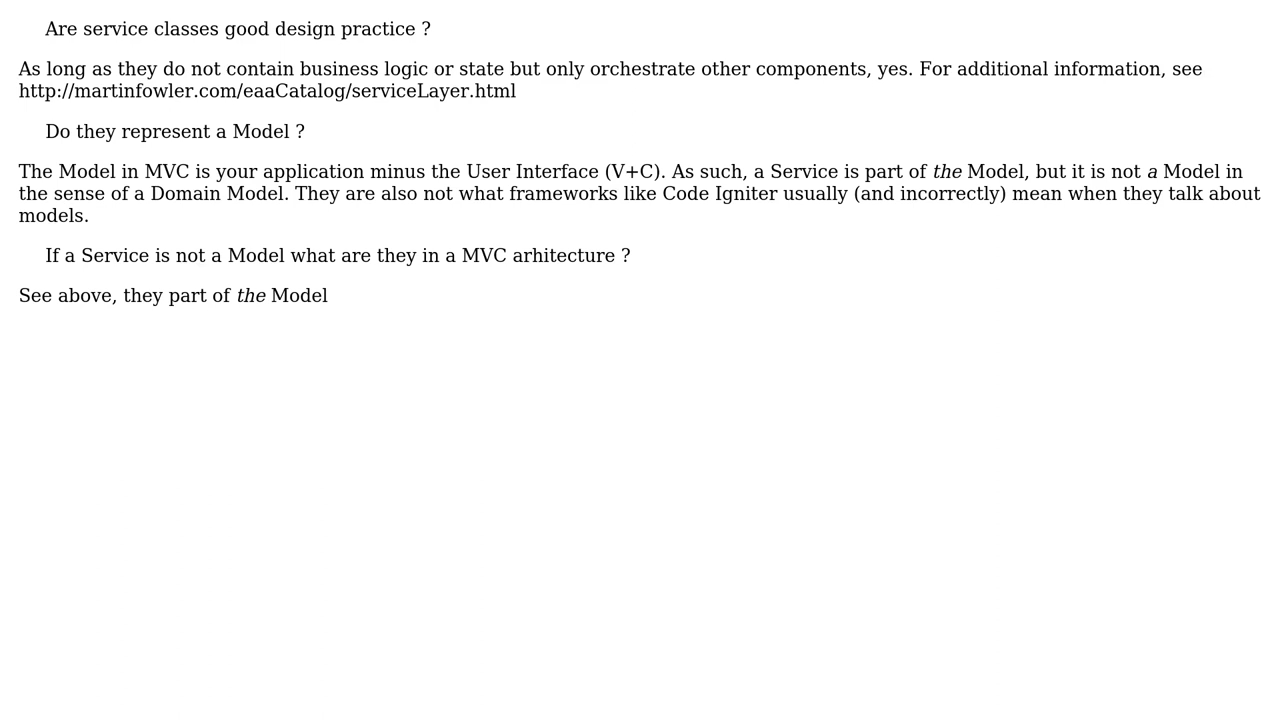 Are service classes good design practice ?
As long as they do not contain business logic or state but only orchestrate other components, yes. For additional information, see
http://martinfowler.com/eaaCatalog/serviceLayer.html
Do they represent a Model ?
The Model in MVC is your application minus the User Interface (V+C). As such, a Service is part of the Model, but it is not a Model in
the sense of a Domain Model. They are also not what frameworks like Code Igniter usually (and incorrectly) mean when they talk about
models.
If a Service is not a Model what are they in a MVC arhitecture ?
See above, they part of the Model